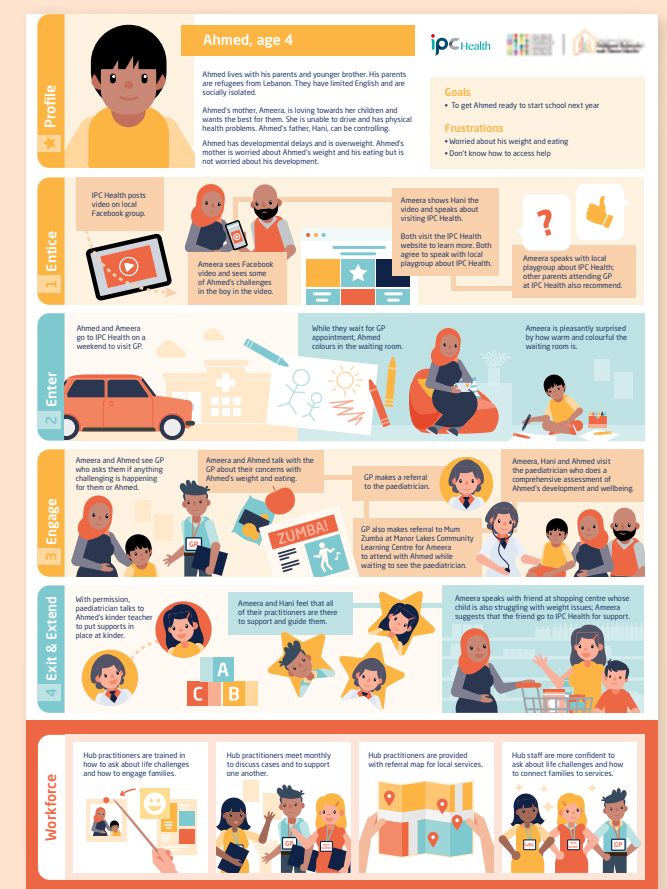 Profile
Ahmed, age 4
ipc Health
Ahmed lives with his parents and younger brother. His parents
are refugees from Lebanon. They have limited English and are
socially isolated.
Ahmed's mother, Ameera, is loving towards her children and
wants the best for them. She is unable to drive and has physical
health problems. Ahmed's father, Hani, can be controlling.
Ahmed has developmental delays and is overweight. Ahmed's
mother is worried about Ahmed's weight and his eating but is
not worried about his development.
Goals
• To get Ahmed ready to start school next year
Frustrations
• Worried about his weight and eating
• Don't know how to access help
1 Entice
IPC Health posts
video on local
Facebook group.
Ameera sees Facebook
video and sees some
of Ahmed's challenges
in the boy in the video.
Ameera shows Hani the
video and speaks about
visiting IPC Health.
Both visit the IPC Health
website to learn more. Both
agree to speak with local
playgroup about IPC Health.
?
Ameera speaks with local
playgroup about IPC Health;
other parents attending GP
at IPC Health also recommend.
2 Enter
Ahmed and Ameera
go to IPC Health on a
weekend to visit GP.
While they wait for GP
appointment, Ahmed
colours in the waiting room.
Ameera is pleasantly surprised
by how warm and colourful the
waiting room is.
3 Engage
Ameera and Ahmed see GP
who asks them if anything
challenging is happening
for them or Ahmed.
GP
Ameera and Ahmed talk with the
GP about their concerns with
Ahmed's weight and eating.
ZUMBA!
GP makes a referral
to the paediatrician.
GP also makes referral to Mum
Zumba at Manor Lakes Community
Learning Centre for Ameera
to attend with Ahmed while
waiting to see the paediatrician.
Ameera, Hani and Ahmed visit
the paediatrician who does a
comprehensive assessment of
Ahmed's development and wellbeing.
4 Exit & Extend
With permission,
paediatrician talks to
Ahmed's kinder teacher
to put supports in
place at kinder.
A
C B
Ameera and Hani feel that all
of their practitioners are there
to support and guide them.
Ameera speaks with friend at shopping centre whose
child is also struggling with weight issues; Ameera
suggests that the friend go to IPC Health for support.
Workforce
Hub practitioners are trained in
how to ask about life challenges
and how to engage families.
Hub practitioners meet monthly
to discuss cases and to support
one another.
GP
Hub practitioners are provided
with referral map for local services.
Hub staff are more confident to
ask about life challenges and how
to connect families to services.
GP